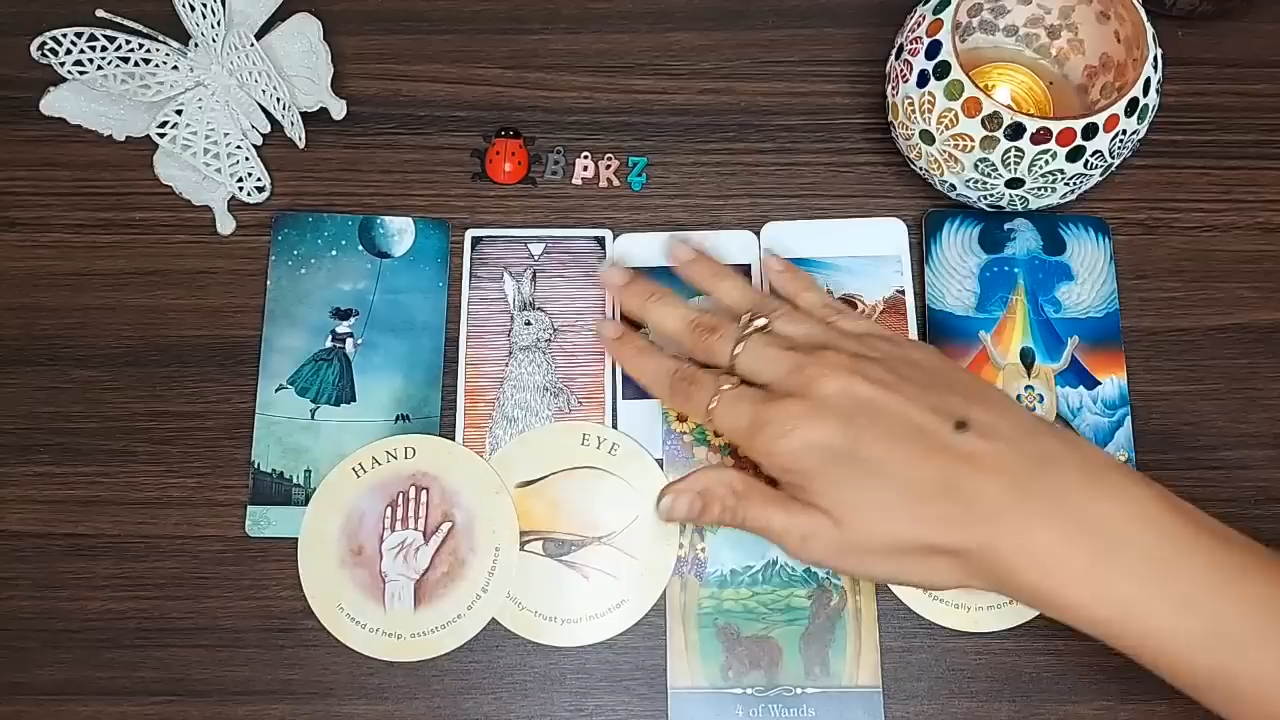 BPRZ
HAND
In need of help, assistance, and guidance.
EYE
bility—trust your intuition.
especially in money
4 of Wands